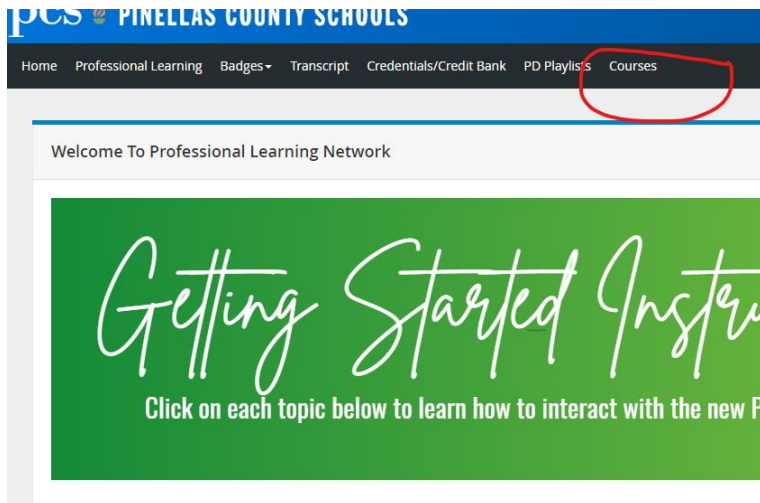 pcs PINELLAS COUNTY SCHOOLS
Home Professional Learning Badges Transcript Credentials/Credit Bank PD Playlists Courses
Welcome To Professional Learning Network
Getting Started
Click on each topic below to learn how to interact with the new